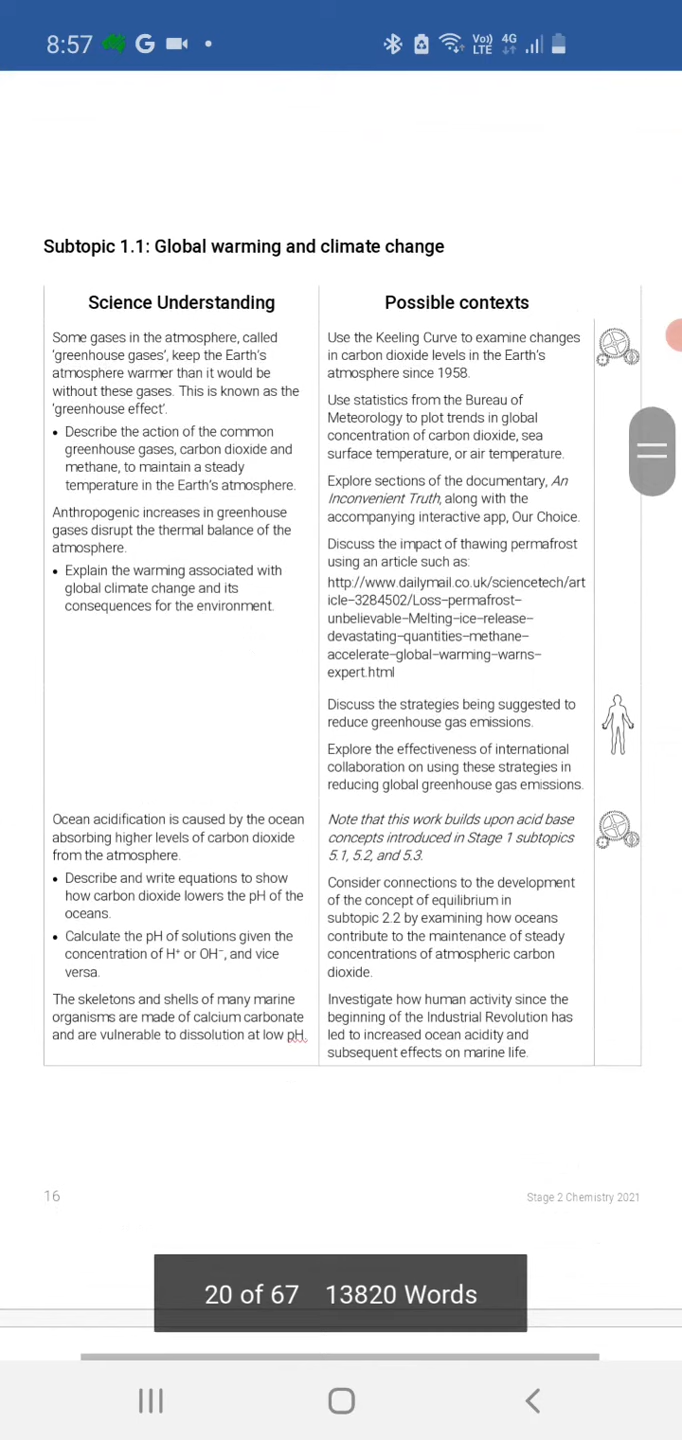 8:57
G
Vo))
LTE
4G
Subtopic 1.1: Global warming and climate change
Science Understanding
Possible contexts
Some gases in the atmosphere, called
'greenhouse gases', keep the Earth's
atmosphere warmer than it would be
without these gases. This is known as the
'greenhouse effect'.
• Describe the action of the common
greenhouse gases, carbon dioxide and
methane, to maintain a steady
temperature in the Earth's atmosphere.
Anthropogenic increases in greenhouse
gases disrupt the thermal balance of the
atmosphere.
• Explain the warming associated with
global climate change and its
consequences for the environment.
Use the Keeling Curve to examine changes
in carbon dioxide levels in the Earth's
atmosphere since 1958.
Use statistics from the Bureau of
Meteorology to plot trends in global
concentration of carbon dioxide, sea
surface temperature, or air temperature.
Explore sections of the documentary, An
Inconvenient Truth, along with the
accompanying interactive app, Our Choice.
Discuss the impact of thawing permafrost
using an article such as:
http://www.dailymail.co.uk/sciencetech/art
icle-3284502/Loss-permafrost-
unbelievable-Melting-ice-release-
devastating-quantities-methane-
accelerate-global-warming-warns-
expert.html
Discuss the strategies being suggested to
reduce greenhouse gas emissions.
Explore the effectiveness of international
collaboration on using these strategies in
reducing global greenhouse gas emissions.
Ocean acidification is caused by the ocean
absorbing higher levels of carbon dioxide
from the atmosphere.
• Describe and write equations to show
how carbon dioxide lowers the pH of the
oceans.
• Calculate the pH of solutions given the
concentration of H⁺ or OH⁻, and vice
versa.
The skeletons and shells of many marine
organisms are made of calcium carbonate
and are vulnerable to dissolution at low pH.
Note that this work builds upon acid base
concepts introduced in Stage 1 subtopics
5.1, 5.2, and 5.3.
Consider connections to the development
of the concept of equilibrium in
subtopic 2.2 by examining how oceans
contribute to the maintenance of steady
concentrations of atmospheric carbon
dioxide.
Investigate how human activity since the
beginning of the Industrial Revolution has
led to increased ocean acidity and
subsequent effects on marine life.
16
Stage 2 Chemistry 2021
20 of 67 13820 Words